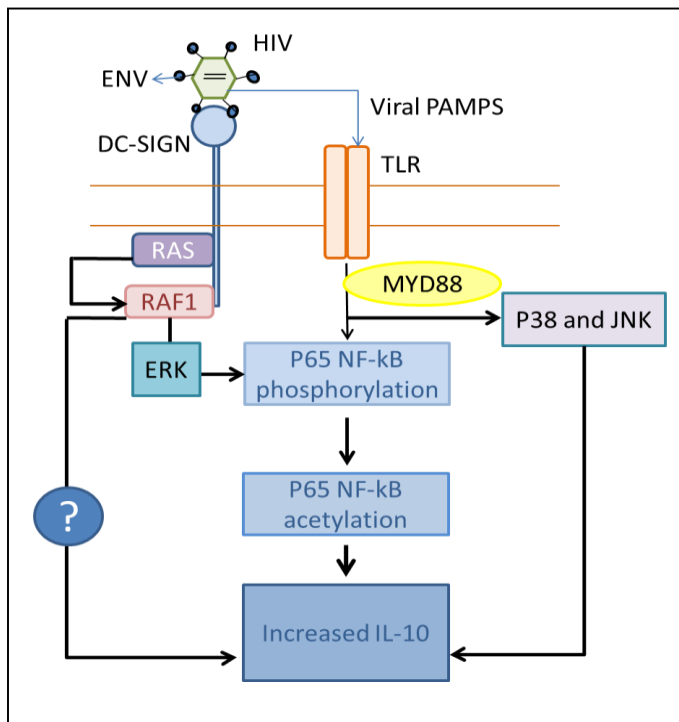 HIV
ENV
Viral PAMPS
DC-SIGN
TLR
RAS
MYD88
RAF1
P38 and JNK
ERK
P65 NF-kB
phosphorylation
P65 NF-kB
acetylation
?
Increased IL-10